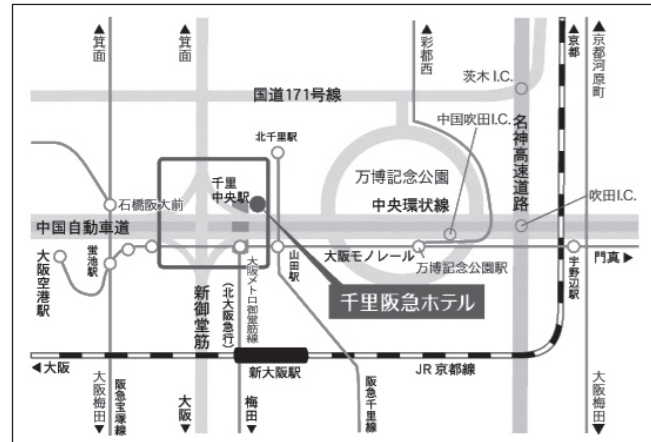 ▲箕面
▲箕面
▲彩都西
▲京都
▲京都河原町
茨木I.C.
国道171号線
中国吹田I.C.
名神高速道路
北千里駅
千里
中央駅
万博記念公園
中央環状線
石橋阪大前
吹田I.C.
中国自動車道
大阪空港駅
蛍池駅
山田駅
大阪モノレール
万博記念公園駅
宇野辺駅
門真▶
新御堂筋
(北大阪急行)
大阪メトロ御堂筋線
千里阪急ホテル
◀大阪
新大阪駅
JR京都線
大阪梅田▼
阪急宝塚線
大阪▼
梅田▼
阪急千里線
大阪梅田▼